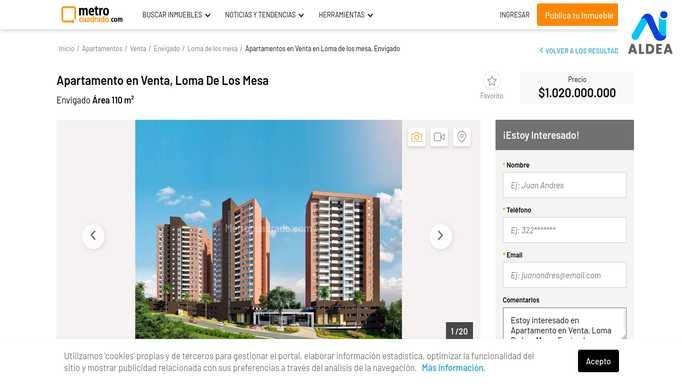 metro
cuadrado.com
BUSCAR INMUEBLES
NOTICIAS Y TENDENCIAS
HERRAMIENTAS
INGRESAR
Publica tu Inmueble
ALDEA
Inicio / Apartamentos / Venta / Envigado / Loma de los mesa / Apartamentos en Venta en Loma de los mesa, Envigado
VOLVER A LOS RESULTAD
Apartamento en Venta, Loma De Los Mesa
Envigado Área 110 m²
Favorito
Precio
$1.020.000.000
Metrocuadrado.com
1 / 20
¡Estoy Interesado!
* Nombre
Ej: Juan Andres
* Teléfono
Ej: 322*******
* Email
Ej: juanandres@email.com
Comentarios
Estoy interesado en
Apartamento en Venta, Loma
Utilizamos 'cookies' propias y de terceros para gestionar el portal, elaborar información estadística, optimizar la funcionalidad del
sitio y mostrar publicidad relacionada con sus preferencias a través del análisis de la navegación. Más información.
Acepto